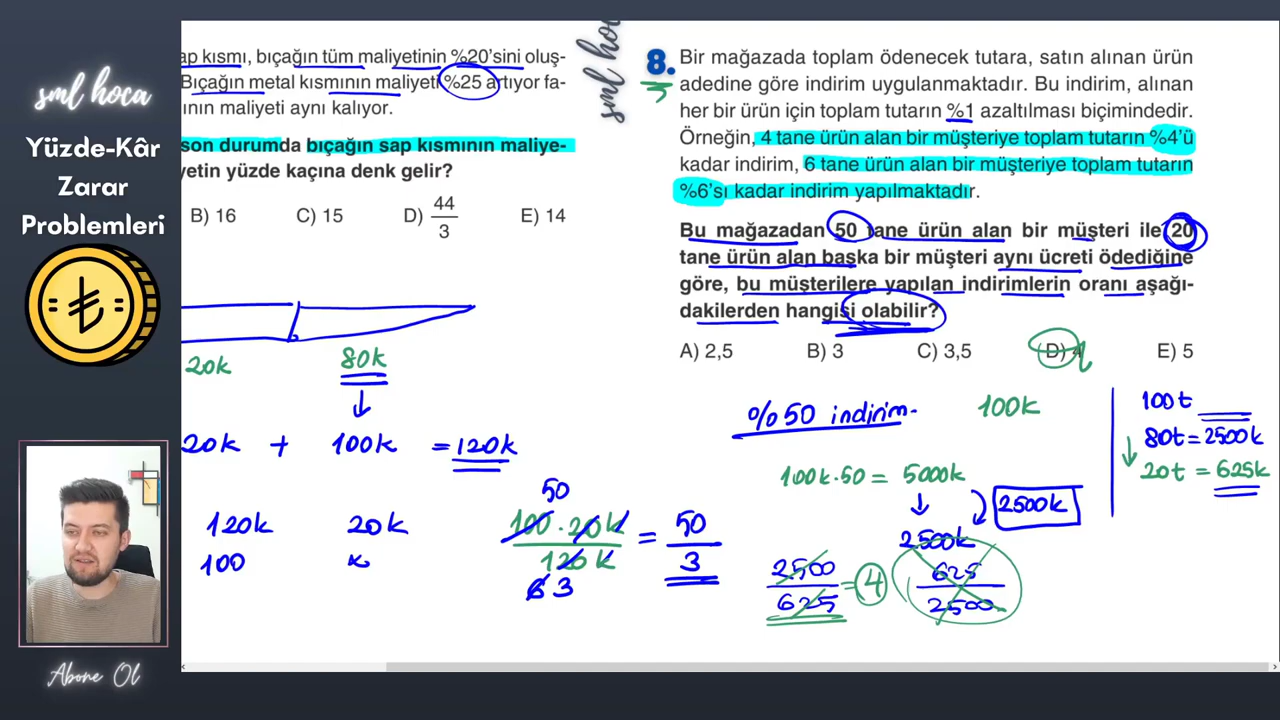 sml hoca
Yüzde-Kâr
Zarar
Problemleri
Abone Ol
ap kısmı, bıçağın tüm maliyetinin %20'sini oluş-
Bıçağın metal kısmının maliyeti %25 artıyor fa-
ının maliyeti aynı kalıyor.
son durumda bıçağın sap kısmının maliye-
yetin yüzde kaçına denk gelir?
B) 16 C) 15 D) 44/3 E) 14
20k 80k
20k + 100k = 120k
120k 20k
100 x
50
100 . 20k / 120k = 50/3
6 3
sml hoca
8. Bir mağazada toplam ödenecek tutara, satın alınan ürün
adedine göre indirim uygulanmaktadır. Bu indirim, alınan
her bir ürün için toplam tutarın %1 azaltılması biçimindedir.
Örneğin, 4 tane ürün alan bir müşteriye toplam tutarın %4'ü
kadar indirim, 6 tane ürün alan bir müşteriye toplam tutarın
%6'sı kadar indirim yapılmaktadır.
Bu mağazadan 50 tane ürün alan bir müşteri ile 20
tane ürün alan başka bir müşteri aynı ücreti ödediğine
göre, bu müşterilere yapılan indirimlerin oranı aşağı-
dakilerden hangisi olabilir?
A) 2,5 B) 3 C) 3,5 D) 4 E) 5
%50 indirim 100k
100k.50 = 5000k
2500k
2500k
2500/625 = 4 625/2500
100t
80t = 2500k
20t = 625k